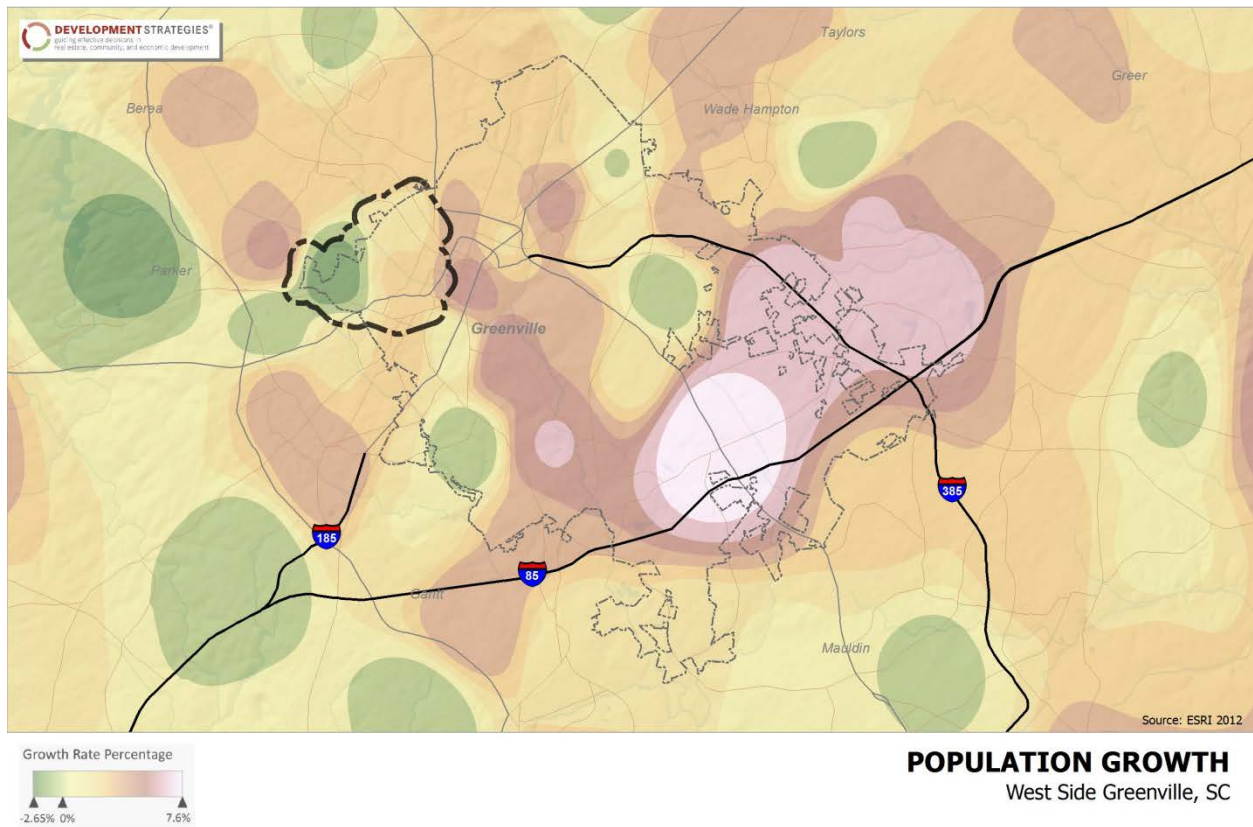 DEVELOPMENT STRATEGIES®
guiding effective decisions in
real estate, community, and economic development
Taylors
Greer
Berea
Wade Hampton
Parker
Greenville
385
185
85
Gantt
Mauldin
Source: ESRI 2012
Growth Rate Percentage
-2.65% 0% 7.6%
POPULATION GROWTH
West Side Greenville, SC